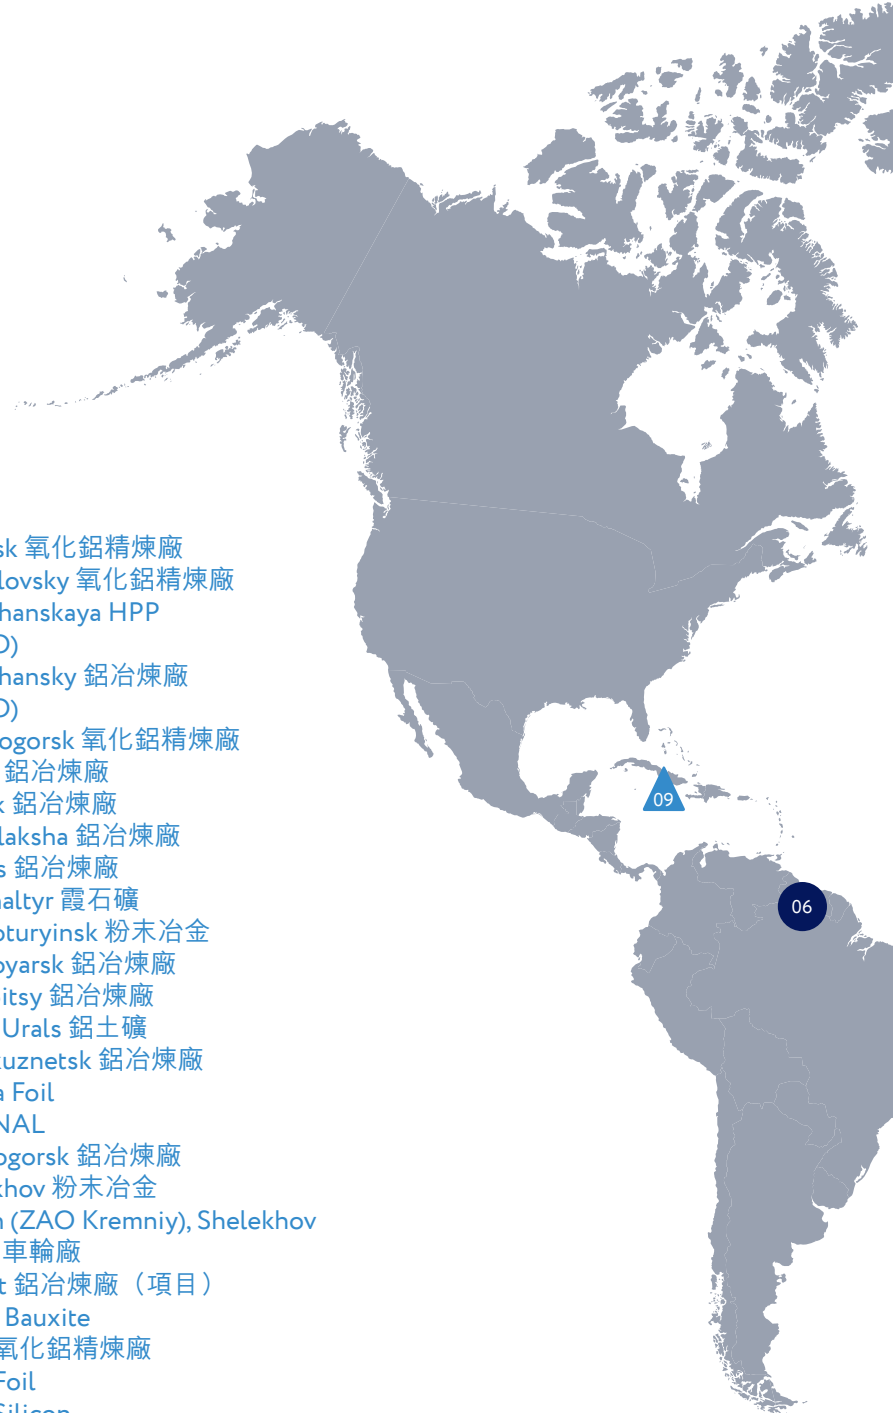 sk 氧化鋁精煉廠
lovsky 氧化鋁精煉廠
hanskaya HPP
O)
hansky 鋁冶煉廠
O)
ogorsk 氧化鋁精煉廠
鋁冶煉廠
k 鋁冶煉廠
laksha 鋁冶煉廠
s 鋁冶煉廠
altyr 霞石礦
oturyinsk 粉末冶金
oyarsk 鋁冶煉廠
itsy 鋁冶煉廠
Urals 鋁土礦
kuznetsk 鋁冶煉廠
a Foil
NAL
ogorsk 鋁冶煉廠
khov 粉末冶金
n (ZAO Kremniy), Shelekhov
車輪廠
t 鋁冶煉廠（項目）
Bauxite
氧化鋁精煉廠
Foil
Silicon
09
06